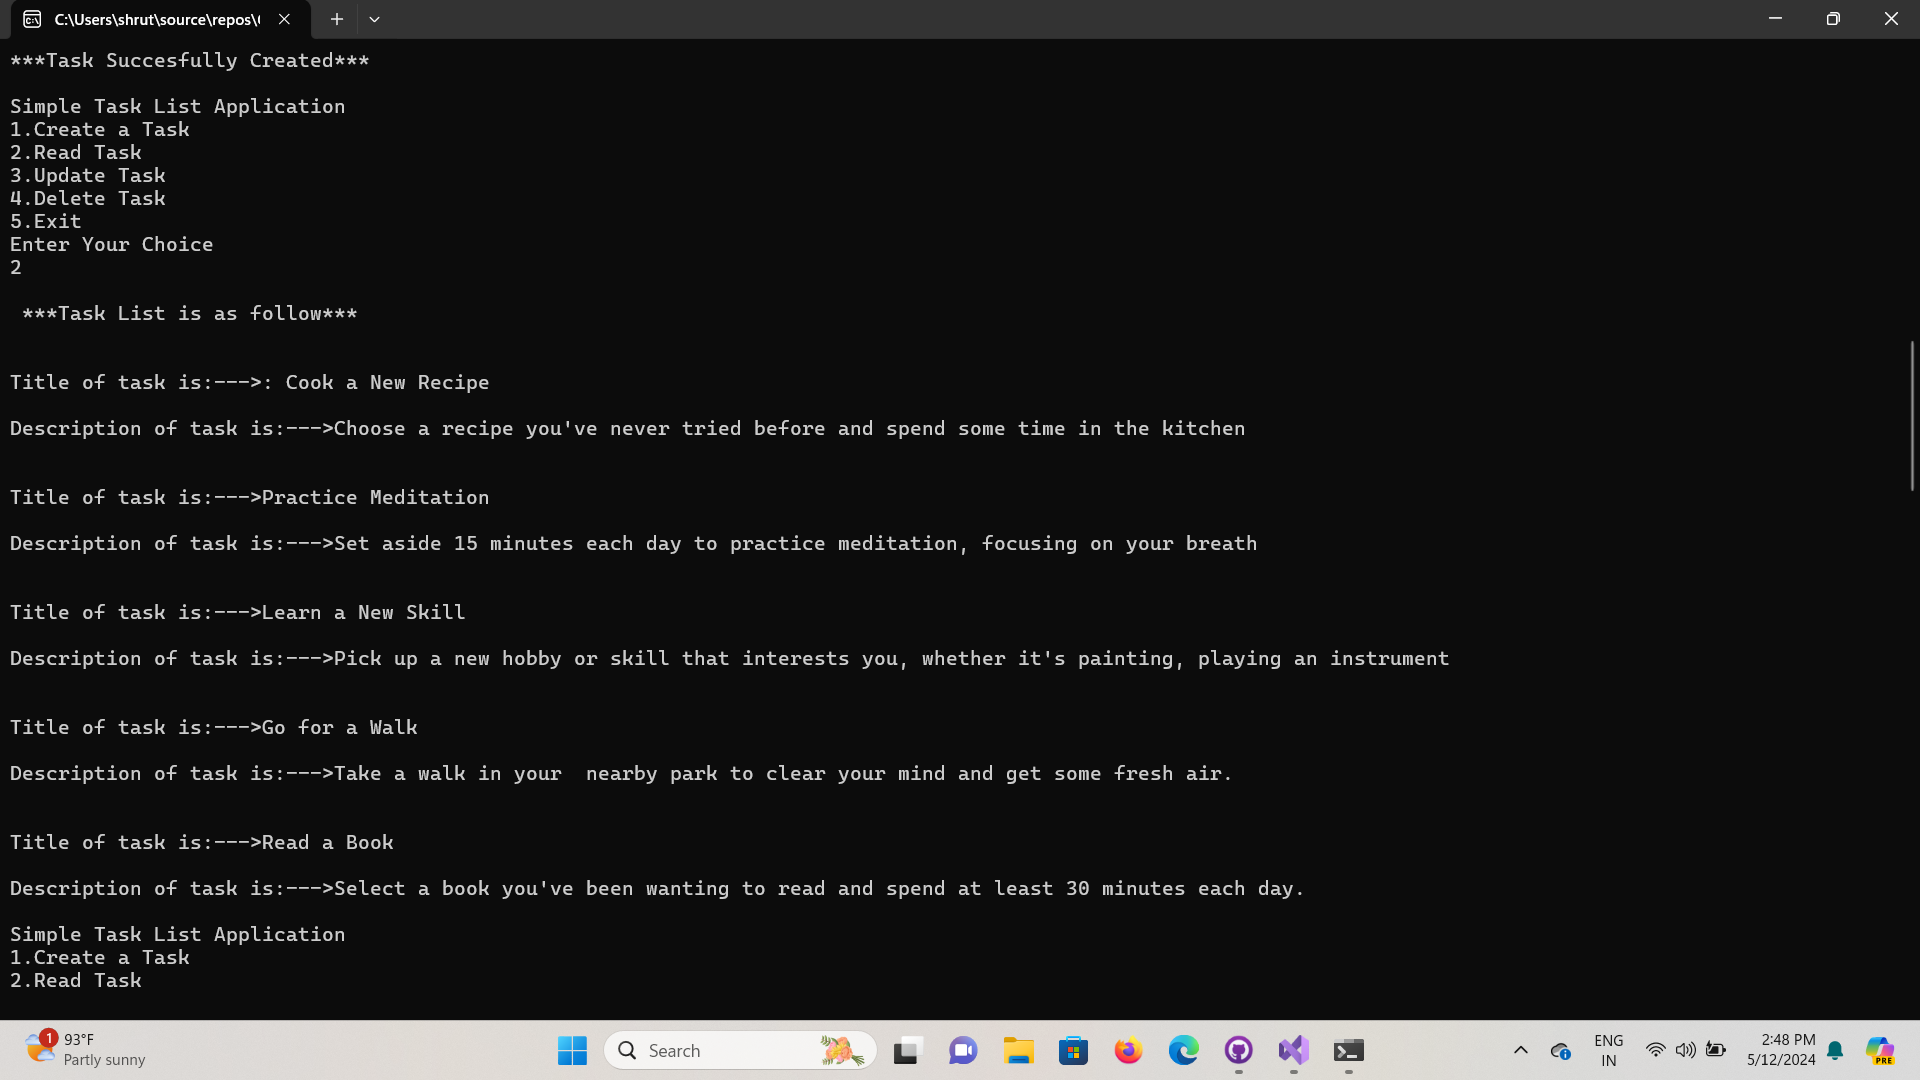 C:\Users\shrut\source\repos\
***Task Succesfully Created***
Simple Task List Application
1.Create a Task
2.Read Task
3.Update Task
4.Delete Task
5.Exit
Enter Your Choice
2
***Task List is as follow***
Title of task is:--->: Cook a New Recipe
Description of task is:--->Choose a recipe you've never tried before and spend some time in the kitchen
Title of task is:--->Practice Meditation
Description of task is:--->Set aside 15 minutes each day to practice meditation, focusing on your breath
Title of task is:--->Learn a New Skill
Description of task is:--->Pick up a new hobby or skill that interests you, whether it's painting, playing an instrument
Title of task is:--->Go for a Walk
Description of task is:--->Take a walk in your  nearby park to clear your mind and get some fresh air.
Title of task is:--->Read a Book
Description of task is:--->Select a book you've been wanting to read and spend at least 30 minutes each day.
Simple Task List Application
1.Create a Task
2.Read Task
1
93°F
Partly sunny
Search
ENG
IN
2:48 PM
5/12/2024
PRE